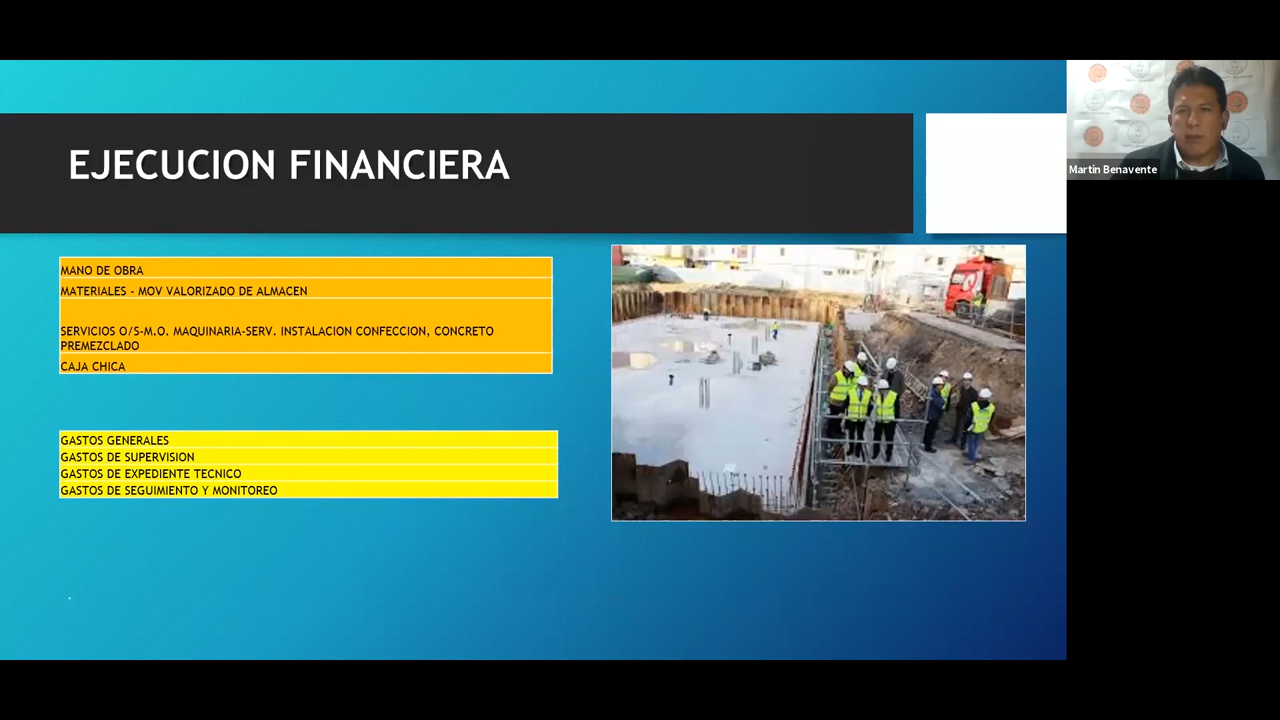 EJECUCION FINANCIERA
Martin Benavente
MANO DE OBRA
MATERIALES - MOV VALORIZADO DE ALMACEN
SERVICIOS O/S-M.O. MAQUINARIA-SERV. INSTALACION CONFECCION, CONCRETO
PREMEZCLADO
CAJA CHICA
GASTOS GENERALES
GASTOS DE SUPERVISION
GASTOS DE EXPEDIENTE TECNICO
GASTOS DE SEGUIMIENTO Y MONITOREO